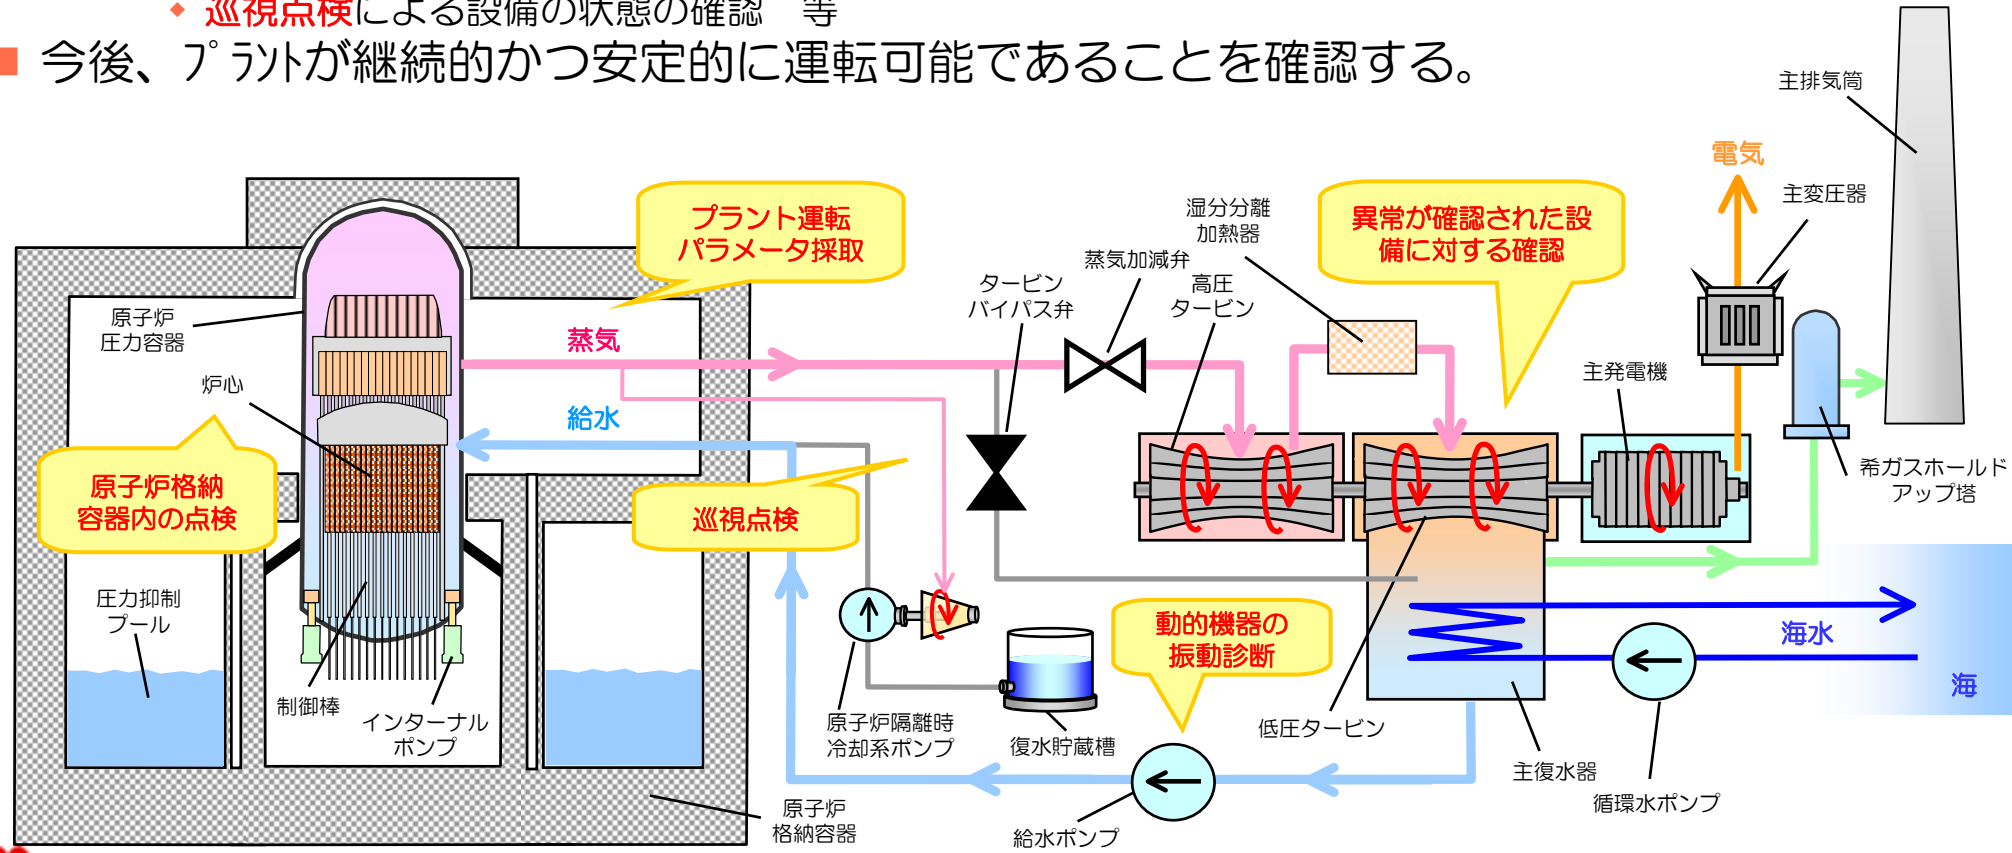 巡視点検による設備の状態の確認　等
今後、プラントが継続的かつ安定的に運転可能であることを確認する。
主排気筒
電気
主変圧器
プラント運転
パラメータ採取
湿分分離
加熱器
異常が確認された設
備に対する確認
蒸気加減弁
タービン
バイパス弁
高圧
タービン
原子炉
圧力容器
蒸気
炉心
主発電機
給水
希ガスホールド
アップ塔
原子炉格納
容器内の点検
巡視点検
圧力抑制
プール
動的機器の
振動診断
海水
海
制御棒
インターナル
ポンプ
原子炉隔離時
冷却系ポンプ
復水貯蔵槽
低圧タービン
主復水器
循環水ポンプ
原子炉
格納容器
給水ポンプ